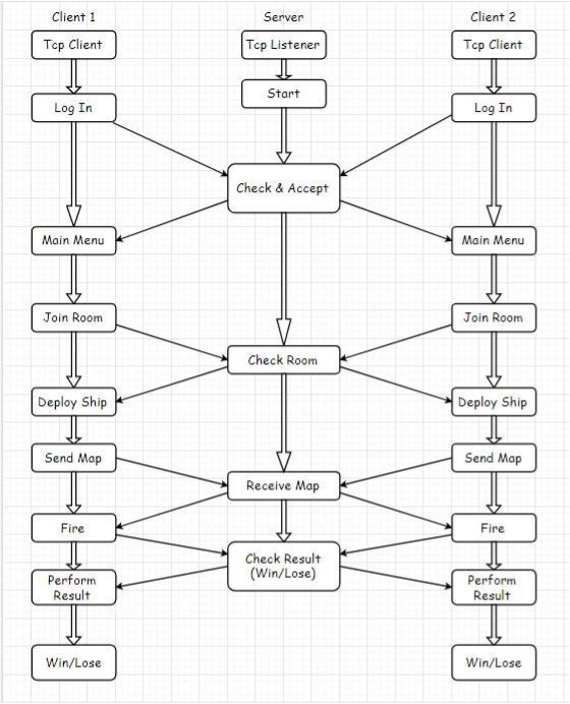 Client 1
Server
Client 2
Tcp Client
Tcp Listener
Tcp Client
Start
Log In
Log In
Check & Accept
Main Menu
Main Menu
Join Room
Join Room
Check Room
Deploy Ship
Deploy Ship
Send Map
Send Map
Receive Map
Fire
Fire
Check Result
(Win/Lose)
Perform
Result
Perform
Result
Win/Lose
Win/Lose